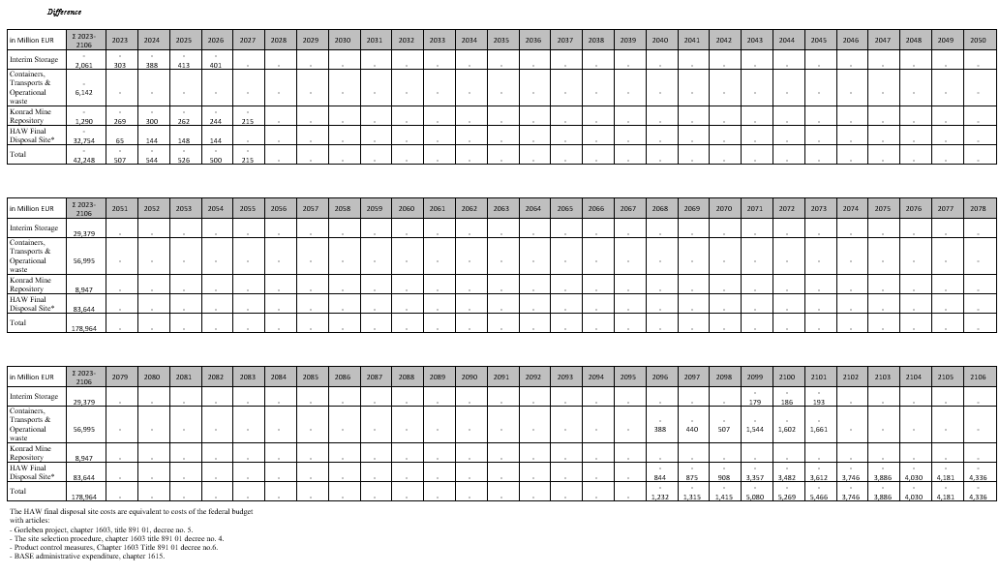 Difference
in Million EUR Σ 2023-2106 2023 2024 2025 2026 2027 2028 2029 2030 2031 2032 2033 2034 2035 2036 2037 2038 2039 2040 2041 2042 2043 2044 2045 2046 2047 2048 2049 2050
Interim Storage - 2,061 - 303 - 388 - 413 - 401 - - - - - - - - - - - - - - - - - - - - - - - -
Containers, Transports & Operational waste - 6,142 - - - - - - - - - - - - - - - - - - - - - - - - - - - -
Konrad Mine Repository - 1,290 - 269 - 300 - 262 - 244 - 215 - - - - - - - - - - - - - - - - - - - - - - -
HAW Final Disposal Site* - 32,754 - 65 - 144 - 148 - 144 - - - - - - - - - - - - - - - - - - - - - - - -
Total - 42,248 - 507 - 544 - 526 - 500 - 215 - - - - - - - - - - - - - - - - - - - - - - -
in Million EUR Σ 2023-2106 2051 2052 2053 2054 2055 2056 2057 2058 2059 2060 2061 2062 2063 2064 2065 2066 2067 2068 2069 2070 2071 2072 2073 2074 2075 2076 2077 2078
Interim Storage 29,379 - - - - - - - - - - - - - - - - - - - - - - - - - - - -
Containers, Transports & Operational waste 56,995 - - - - - - - - - - - - - - - - - - - - - - - - - - - -
Konrad Mine Repository 8,947 - - - - - - - - - - - - - - - - - - - - - - - - - - - -
HAW Final Disposal Site* 83,644 - - - - - - - - - - - - - - - - - - - - - - - - - - - -
Total 178,964 - - - - - - - - - - - - - - - - - - - - - - - - - - - -
in Million EUR Σ 2023-2106 2079 2080 2081 2082 2083 2084 2085 2086 2087 2088 2089 2090 2091 2092 2093 2094 2095 2096 2097 2098 2099 2100 2101 2102 2103 2104 2105 2106
Interim Storage 29,379 - - - - - - - - - - - - - - - - - - - - - 179 - 186 - 193 - - - - -
Containers, Transports & Operational waste 56,995 - - - - - - - - - - - - - - - - - - 388 - 440 - 507 - 1,544 - 1,602 - 1,661 - - - - -
Konrad Mine Repository 8,947 - - - - - - - - - - - - - - - - - - - - - - - - - - - -
HAW Final Disposal Site* 83,644 - - - - - - - - - - - - - - - - - - 844 - 875 - 908 - 3,357 - 3,482 - 3,612 - 3,746 - 3,886 - 4,030 - 4,181 - 4,336
Total 178,964 - - - - - - - - - - - - - - - - - - 1,232 - 1,315 - 1,415 - 5,080 - 5,269 - 5,466 - 3,746 - 3,886 - 4,030 - 4,181 - 4,336
The HAW final disposal site costs are equivalent to costs of the federal budget
with articles:
- Gorleben project, chapter 1603, title 891 01, decree no. 5.
- The site selection procedure, chapter 1603 title 891 01 decree no. 4.
- Product control measures, Chapter 1603 Title 891 01 decree no.6.
- BASE administrative expenditure, chapter 1615.